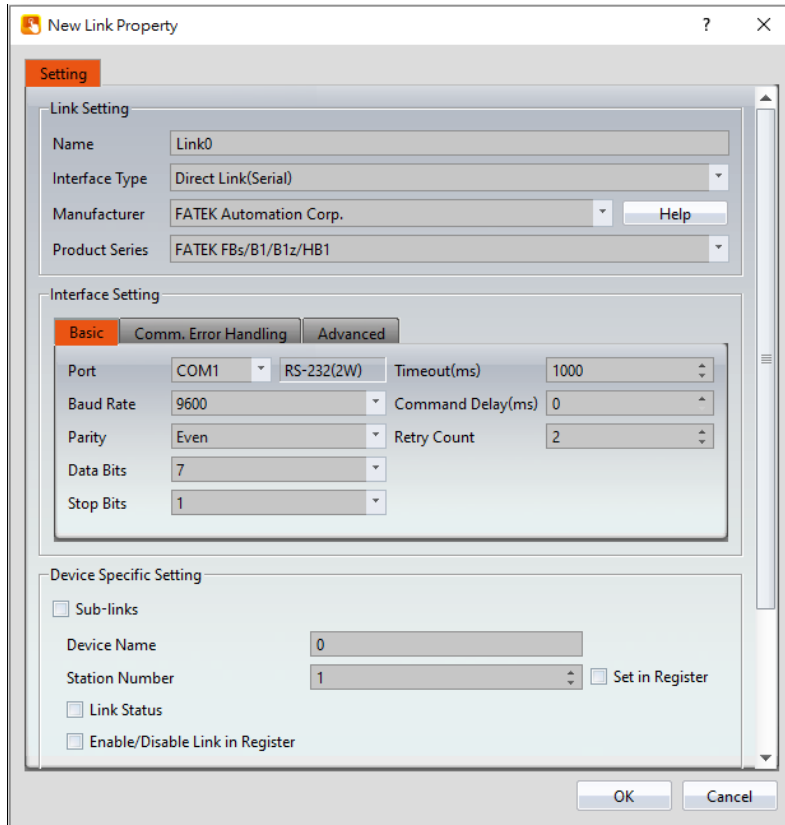 New Link Property ?
Setting
Link Setting
Name Link0
Interface Type Direct Link(Serial)
Manufacturer FATEK Automation Corp. Help
Product Series FATEK FBs/B1/B1z/HB1
Interface Setting
Basic Comm. Error Handling Advanced
Port COM1 RS-232(2W) Timeout(ms) 1000
Baud Rate 9600 Command Delay(ms) 0
Parity Even Retry Count 2
Data Bits 7
Stop Bits 1
Device Specific Setting
Sub-links
Device Name 0
Station Number 1 Set in Register
Link Status
Enable/Disable Link in Register
OK Cancel